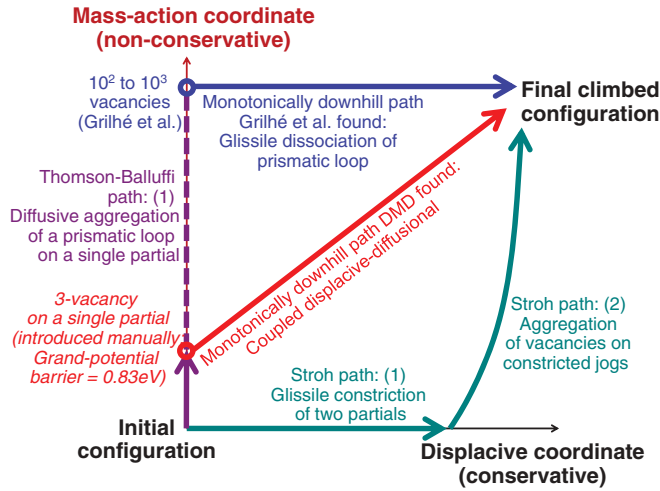 Mass-action coordinate
(non-conservative)
10² to 10³
vacancies
(Grilhé et al.)
Monotonically downhill path
Grilhé et al. found:
Glissile dissociation of
prismatic loop
Final climbed
configuration
Thomson-Balluffi
path: (1)
Diffusive aggregation
of a prismatic loop
on a single partial
Monotonically downhill path DMD found:
Coupled displacive-diffusional
3-vacancy
on a single partial
(introduced manually
Grand-potential
barrier = 0.83eV)
Stroh path: (2)
Aggregation
of vacancies on
constricted jogs
Stroh path: (1)
Glissile constriction
of two partials
Initial
configuration
Displacive coordinate
(conservative)